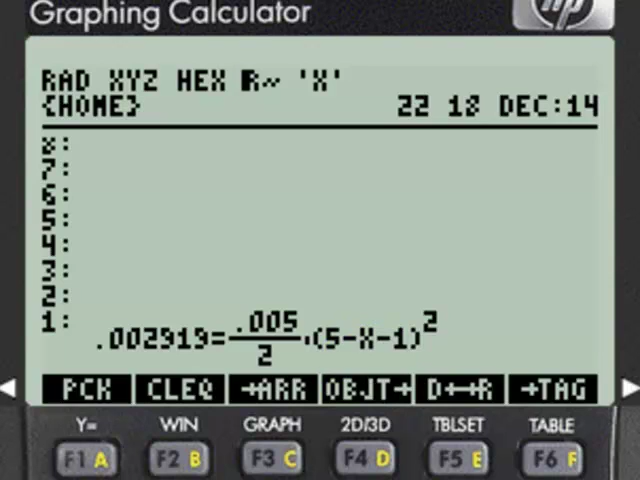 Graphing Calculator
hp
RAD XYZ HEX R~ 'X'
{HOME} 22 18 DEC:14
8:
7:
6:
5:
4:
3:
2:
1: .002919=.005/2·(5-X-1)²
PCK CLEQ →ARR OBJT→ D↔R →TAG
Y= WIN GRAPH 2D/3D TBLSET TABLE
F1 A F2 B F3 C F4 D F5 E F6 F